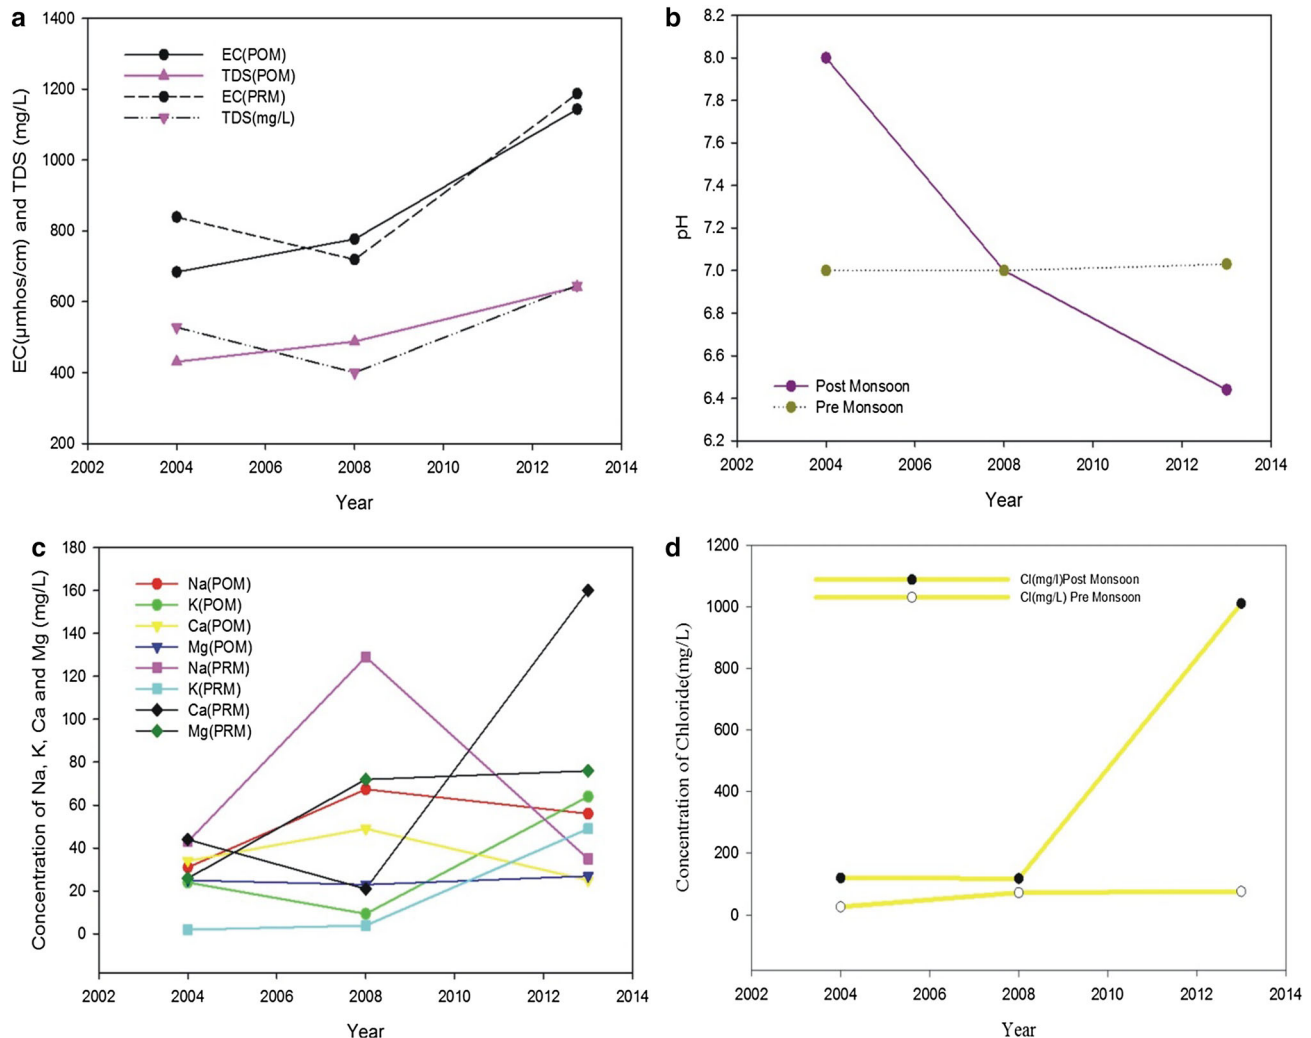 a
EC(µmhos/cm) and TDS (mg/L)
1400
1200
1000
800
600
400
200
EC(POM)
TDS(POM)
EC(PRM)
TDS(mg/L)
2002 2004 2006 2008 2010 2012 2014
Year
b
pH
8.2
8.0
7.8
7.6
7.4
7.2
7.0
6.8
6.6
6.4
6.2
Post Monsoon
Pre Monsoon
2002 2004 2006 2008 2010 2012 2014
Year
c
Concentration of Na, K, Ca and Mg (mg/L)
180
160
140
120
100
80
60
40
20
0
Na(POM)
K(POM)
Ca(POM)
Mg(POM)
Na(PRM)
K(PRM)
Ca(PRM)
Mg(PRM)
2002 2004 2006 2008 2010 2012 2014
Year
d
Concentration of Chloride(mg/L)
1200
1000
800
600
400
200
0
Cl(mg/l)Post Monsoon
Cl(mg/L) Pre Monsoon
2002 2004 2006 2008 2010 2012 2014
Year